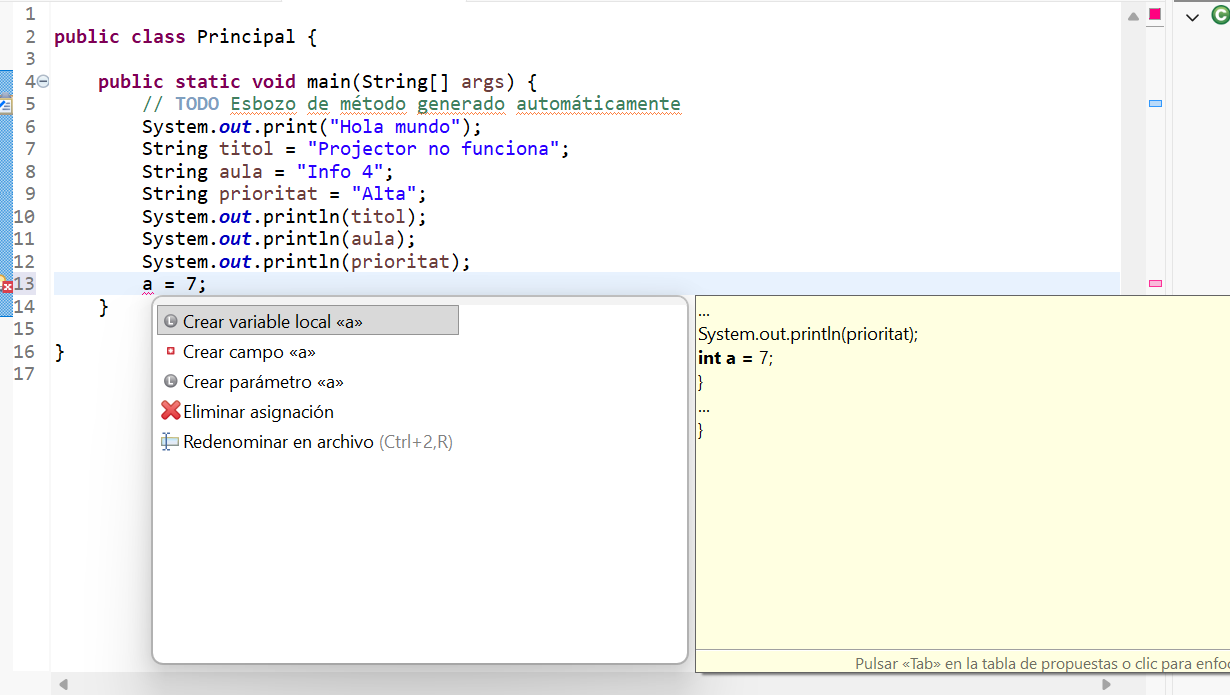 1
2 public class Principal {
3
4 public static void main(String[] args) {
5 // TODO Esbozo de método generado automáticamente
6 System.out.print("Hola mundo");
7 String titol = "Projector no funciona";
8 String aula = "Info 4";
9 String prioritat = "Alta";
10 System.out.println(titol);
11 System.out.println(aula);
12 System.out.println(prioritat);
13 a = 7;
14 }
15
16 }
17
Crear variable local «a»
Crear campo «a»
Crear parámetro «a»
Eliminar asignación
Redenominar en archivo (Ctrl+2,R)
...
System.out.println(prioritat);
int a = 7;
}
...
}
Pulsar «Tab» en la tabla de propuestas o clic para enfo
C